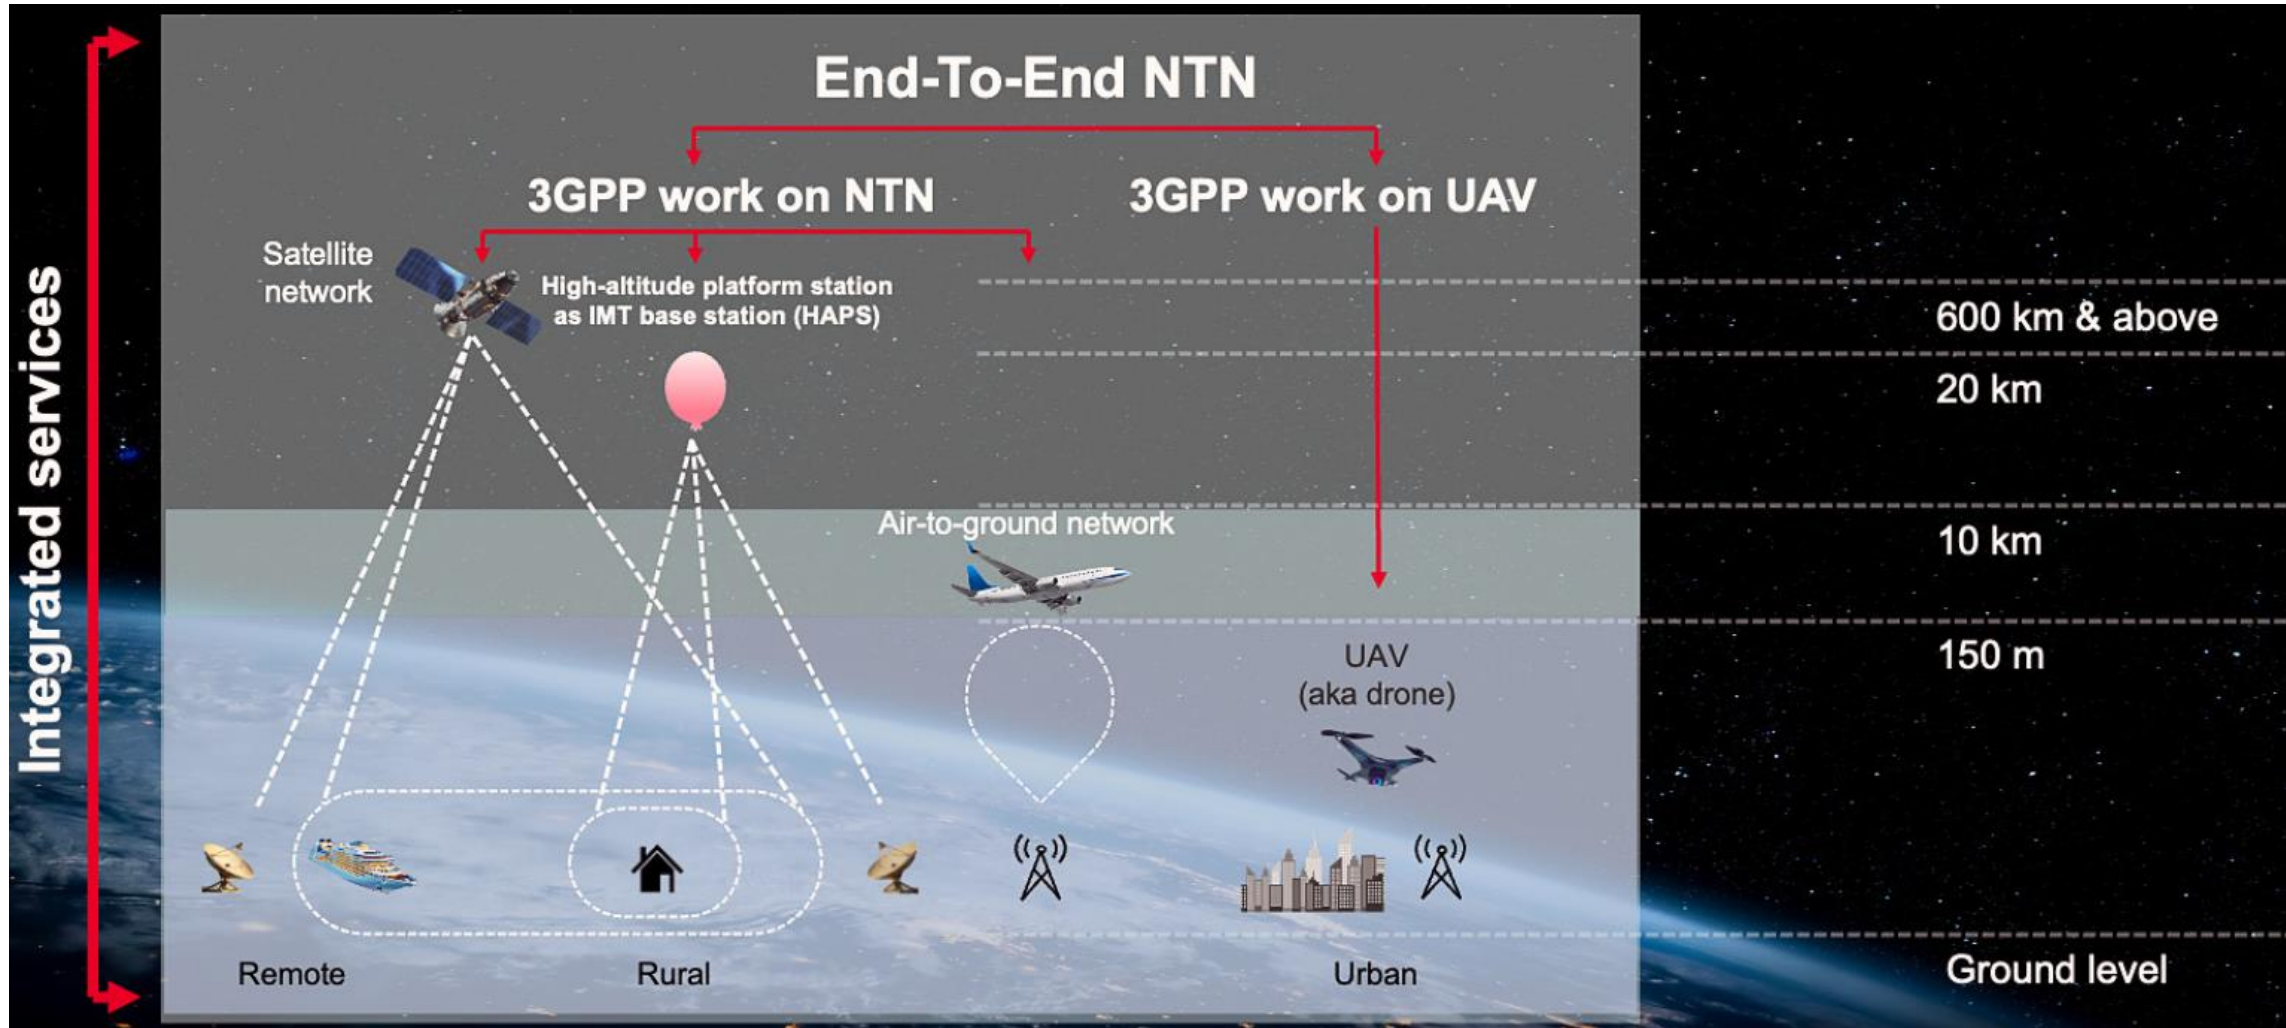 End-To-End NTN
3GPP work on NTN
3GPP work on UAV
Satellite
network
High-altitude platform station
as IMT base station (HAPS)
600 km & above
20 km
Air-to-ground network
10 km
UAV
(aka drone)
150 m
Integrated services
Remote
Rural
Urban
Ground level